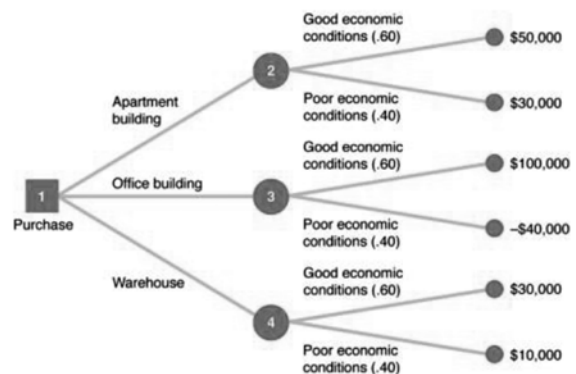 Good economic
conditions (.60)
$50,000
2
Apartment
building
Poor economic
conditions (.40)
$30,000
Good economic
conditions (.60)
$100,000
1
Purchase
Office building
3
Poor economic
conditions (.40)
–$40,000
Warehouse
Good economic
conditions (.60)
$30,000
4
Poor economic
conditions (.40)
$10,000